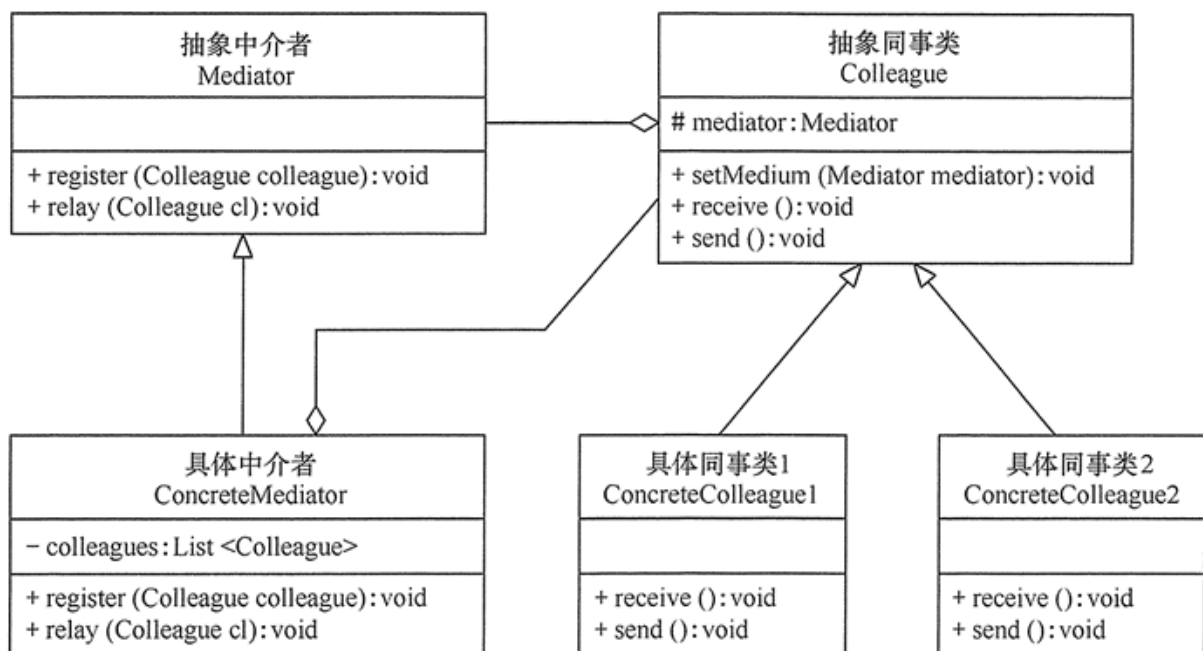 抽象中介者
Mediator
+ register (Colleague colleague): void
+ relay (Colleague cl): void
抽象同事类
Colleague
# mediator: Mediator
+ setMedium (Mediator mediator): void
+ receive (): void
+ send (): void
具体中介者
ConcreteMediator
− colleagues: List <Colleague>
+ register (Colleague colleague): void
+ relay (Colleague cl): void
具体同事类1
ConcreteColleague1
+ receive (): void
+ send (): void
具体同事类2
ConcreteColleague2
+ receive (): void
+ send (): void